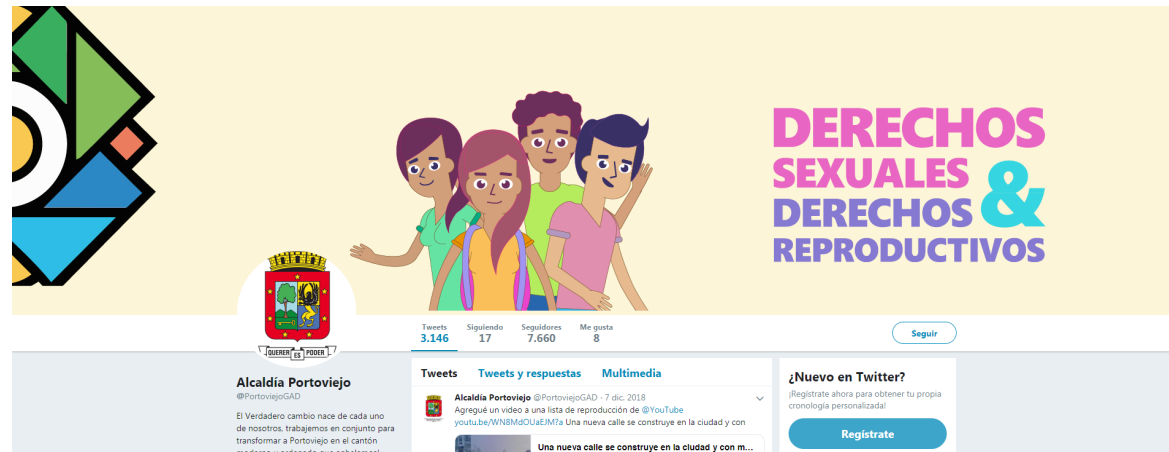 DERECHOS
SEXUALES
&
DERECHOS
REPRODUCTIVOS
QUERER ES PODER
Tweets Siguiendo Seguidores Me gusta
3.146 17 7.660 8
Seguir
Alcaldía Portoviejo
@PortoviejoGAD
El Verdadero cambio nace de cada uno
de nosotros, trabajamos en conjunto para
transformar a Portoviejo en el cantón
Tweets Tweets y respuestas Multimedia
Alcaldía Portoviejo @PortoviejoGAD · 7 dic. 2018
Agregué un video a una lista de reproducción de @YouTube
youtu.be/WN8MdOUaEJM?a Una nueva calle se construye en la ciudad y con
Una nueva calle se construye en la ciudad y con m...
¿Nuevo en Twitter?
¡Regístrate ahora para obtener tu propia
cronología personalizada!
Regístrate